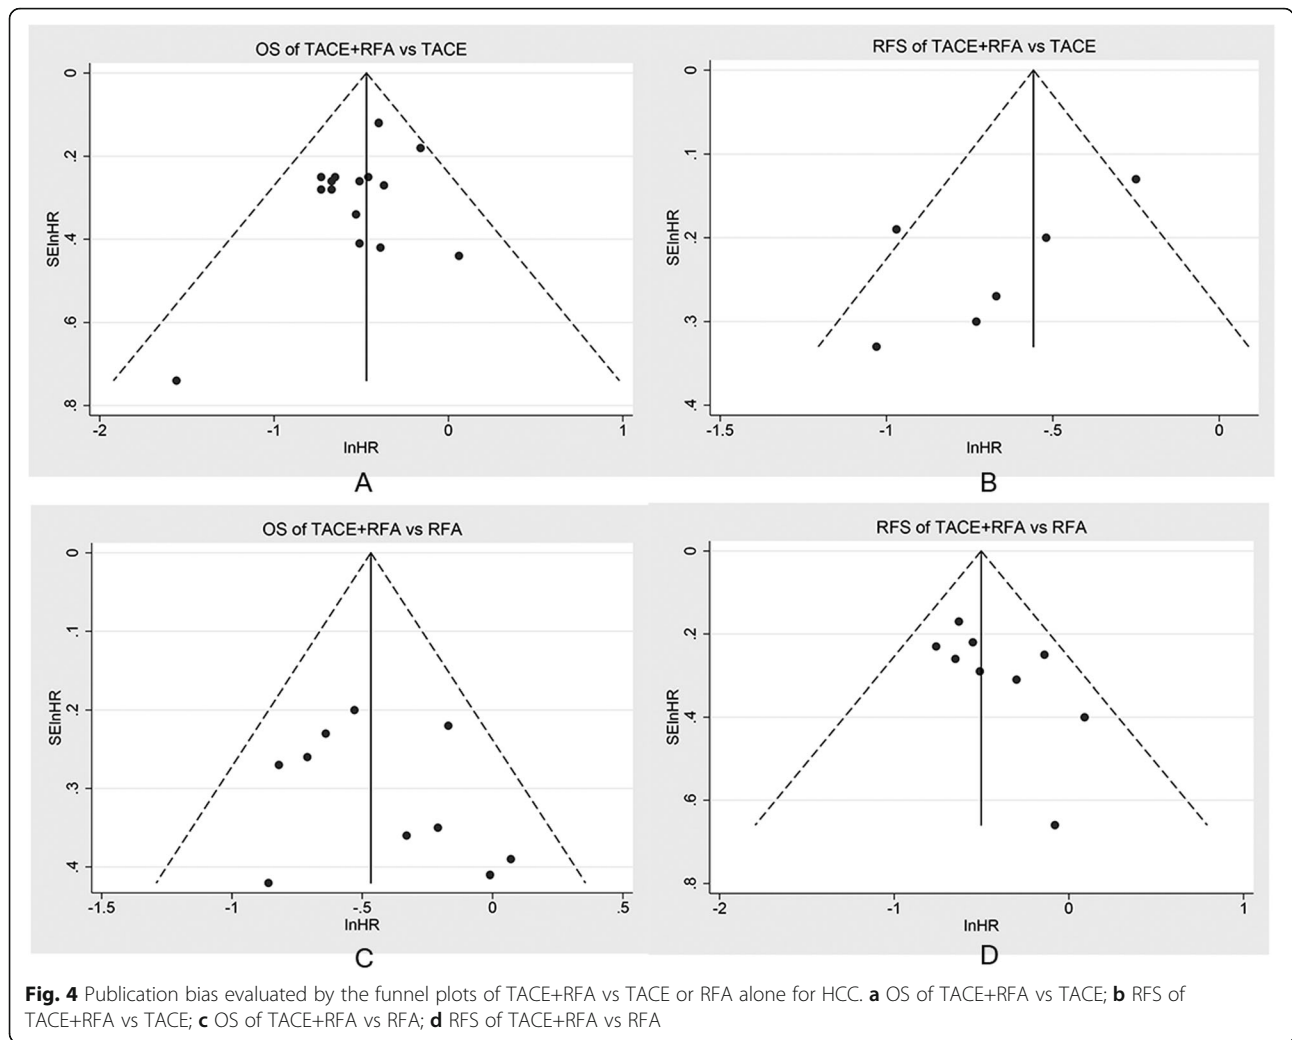 OS of TACE+RFA vs TACE
0
.2
.4
.6
.8
SElnHR
-2
-1
0
1
lnHR
A
RFS of TACE+RFA vs TACE
0
.1
.2
.3
.4
SElnHR
-1.5
-1
-.5
0
lnHR
B
OS of TACE+RFA vs RFA
0
.1
.2
.3
.4
SElnHR
-1.5
-1
-.5
0
.5
lnHR
C
RFS of TACE+RFA vs RFA
0
.2
.4
.6
.8
SElnHR
-2
-1
0
1
lnHR
D
Fig. 4 Publication bias evaluated by the funnel plots of TACE+RFA vs TACE or RFA alone for HCC. a OS of TACE+RFA vs TACE; b RFS of
TACE+RFA vs TACE; c OS of TACE+RFA vs RFA; d RFS of TACE+RFA vs RFA